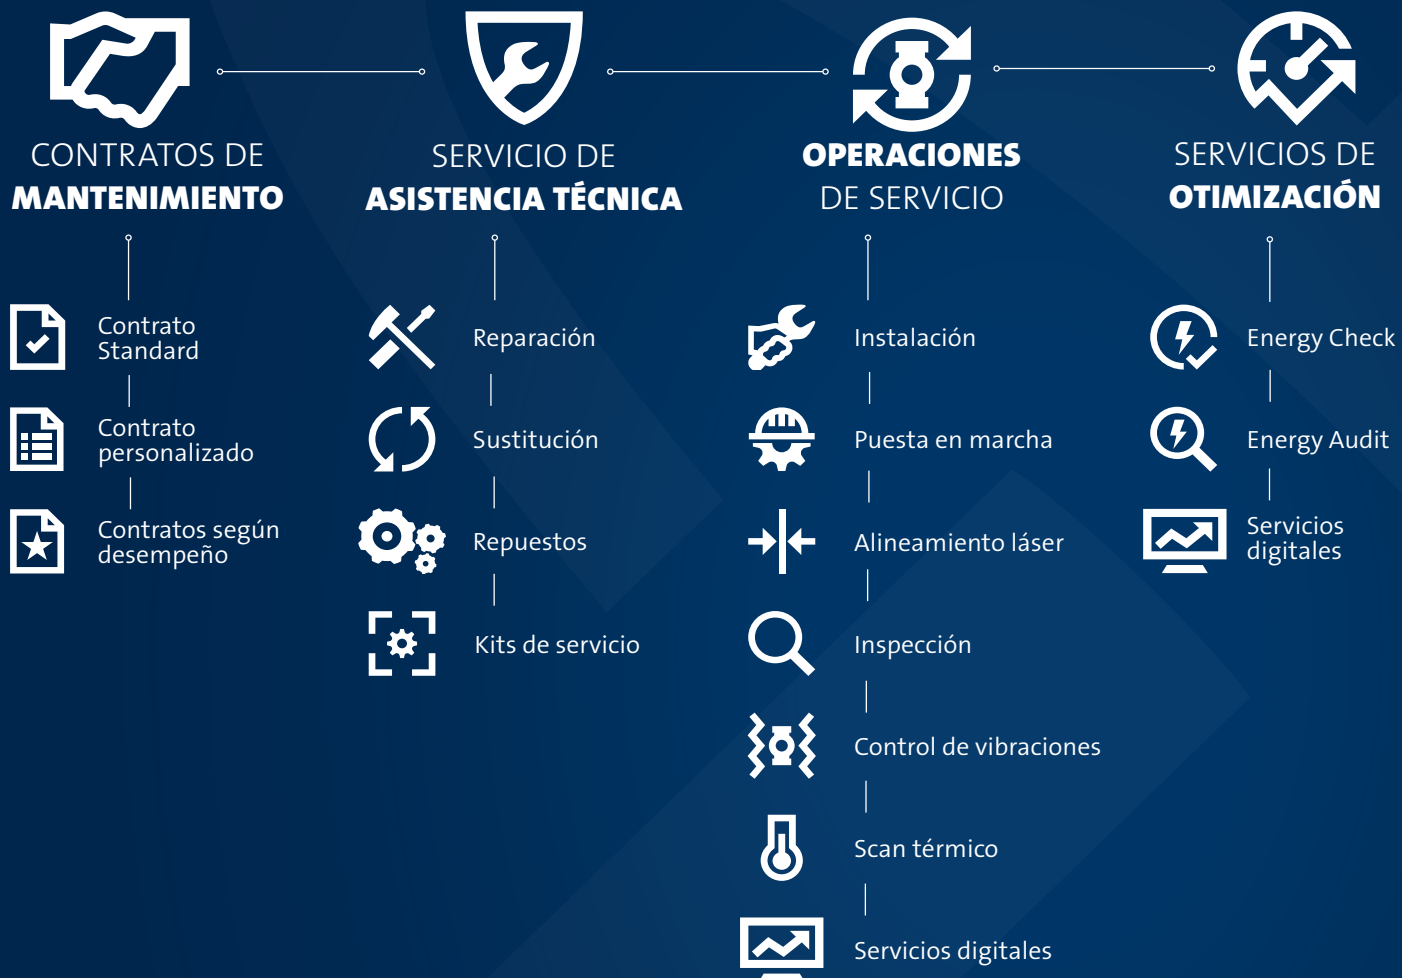 CONTRATOS DE
MANTENIMIENTO
Contrato
Standard
Contrato
personalizado
Contratos según
desempeño
SERVICIO DE
ASISTENCIA TÉCNICA
Reparación
Sustitución
Repuestos
Kits de servicio
OPERACIONES
DE SERVICIO
Instalación
Puesta en marcha
Alineamiento láser
Inspección
Control de vibraciones
Scan térmico
Servicios digitales
SERVICIOS DE
OTIMIZACIÓN
Energy Check
Energy Audit
Servicios
digitales